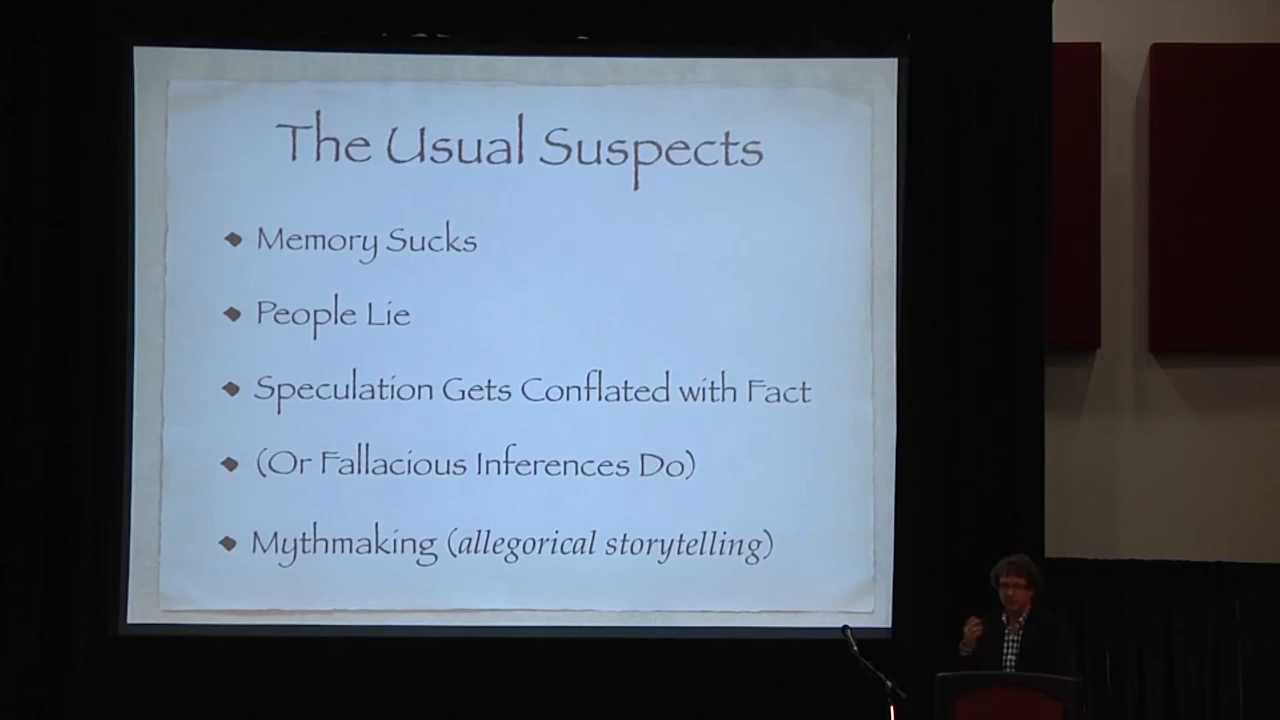 The Usual Suspects
Memory Sucks
People Lie
Speculation Gets Conflated with Fact
(Or Fallacious Inferences Do)
Mythmaking (allegorical storytelling)